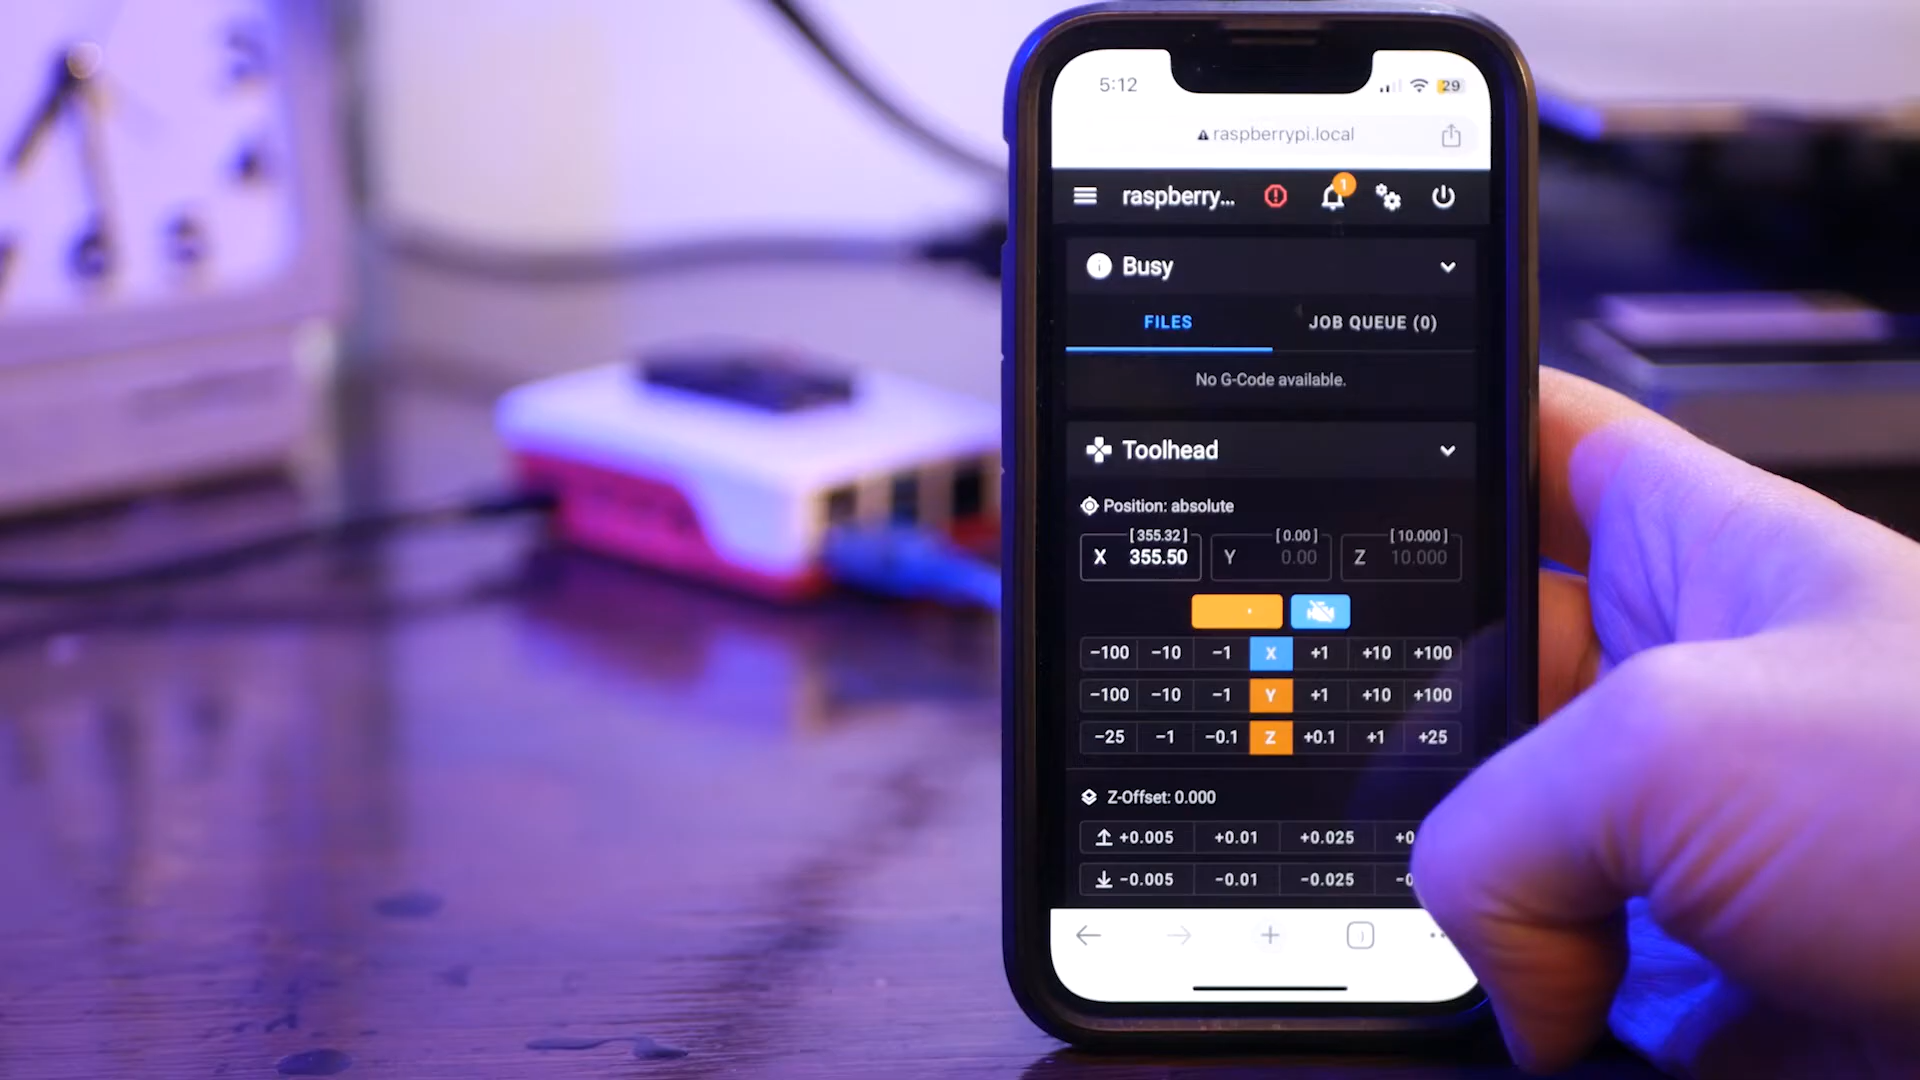 5:12
29
raspberrypi.local
raspberry...
1
Busy
FILES
JOB QUEUE (0)
No G-Code available.
Toolhead
Position: absolute
[355.32] [0.00] [10.000]
X 355.50 Y 0.00 Z 10.000
−100 −10 −1 X +1 +10 +100
−100 −10 −1 Y +1 +10 +100
−25 −1 −0.1 Z +0.1 +1 +25
Z-Offset: 0.000
+0.005 +0.01 +0.025
−0.005 −0.01 −0.025